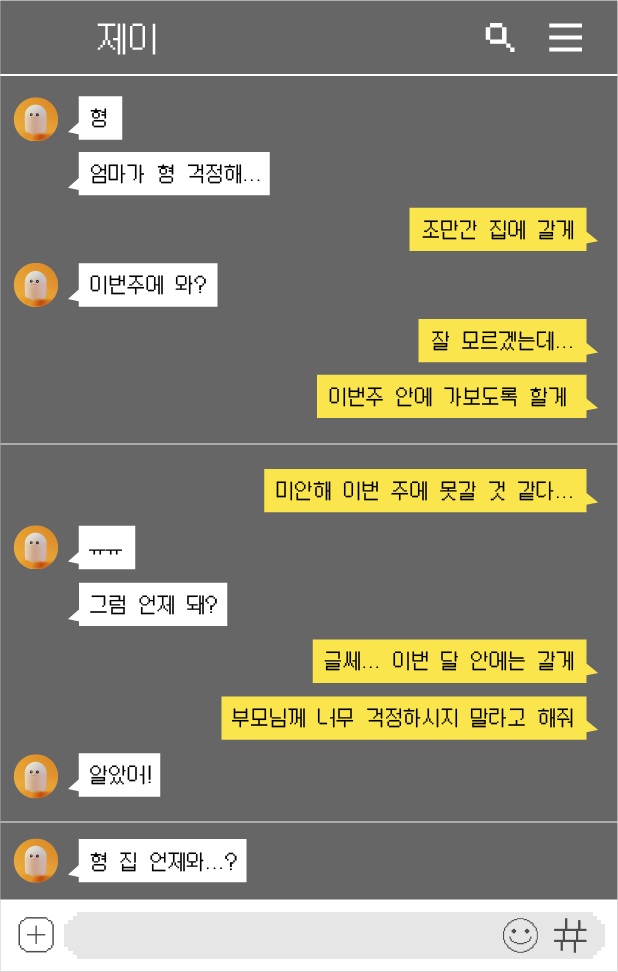 제이
형
엄마가 형 걱정해...
조만간 집에 갈게
이번주에 와?
잘 모르겠는데...
이번주 안에 가보도록 할게
미안해 이번 주에 못갈 것 같다...
ㅠㅠ
그럼 언제 돼?
글쎄... 이번 달 안에는 갈게
부모님께 너무 걱정하시지 말라고 해줘
알았어!
형 집 언제와...?